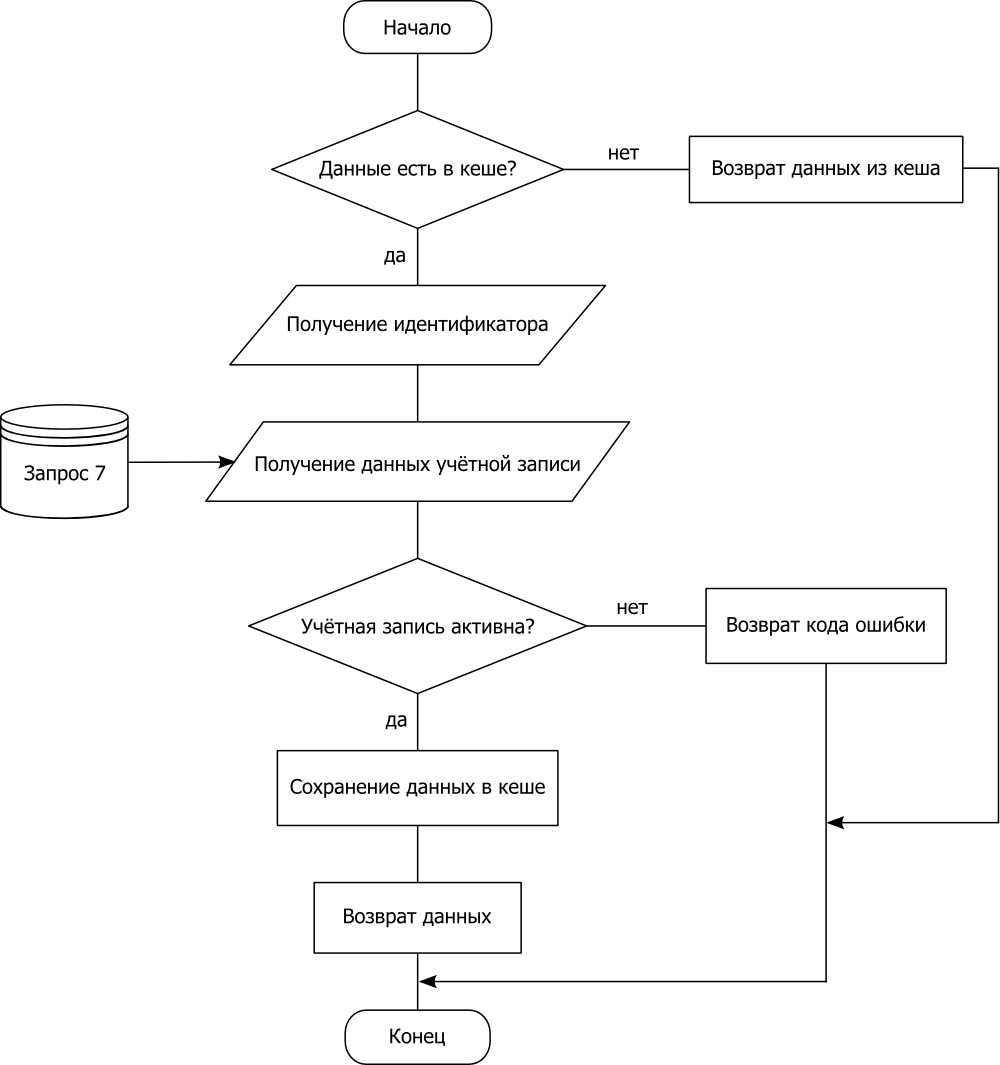 Начало
Данные есть в кеше?
нет
Возврат данных из кеша
да
Получение идентификатора
Запрос 7
Получение данных учётной записи
Учётная запись активна?
нет
Возврат кода ошибки
да
Сохранение данных в кеше
Возврат данных
Конец